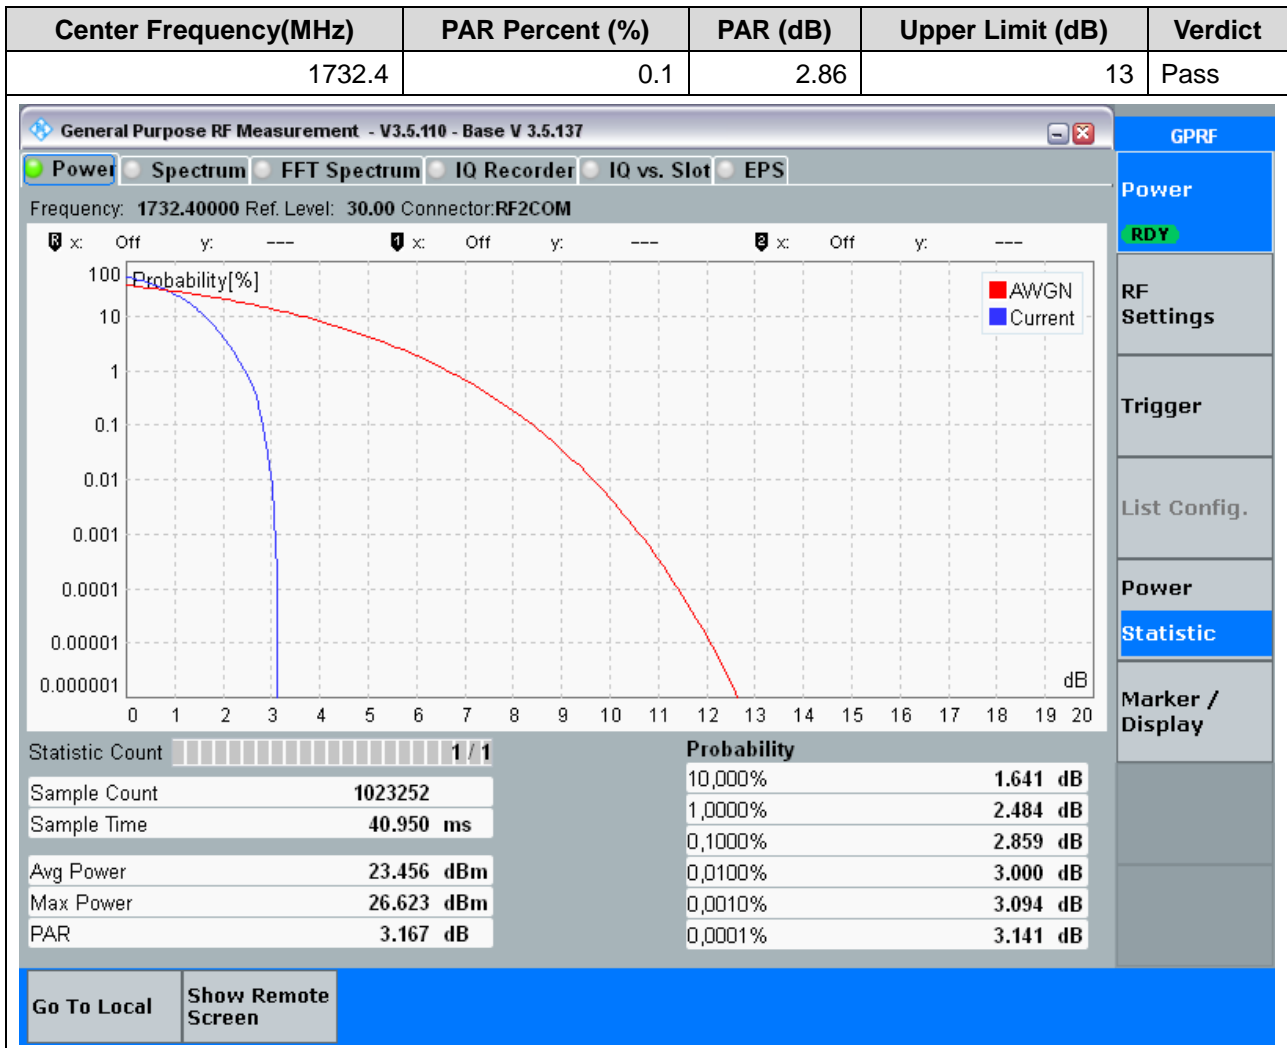 Center Frequency(MHz) PAR Percent (%) PAR (dB) Upper Limit (dB) Verdict
1732.4 0.1 2.86 13 Pass
General Purpose RF Measurement - V3.5.110 - Base V 3.5.137
GPRF
Power Spectrum FFT Spectrum IQ Recorder IQ vs. Slot EPS
Power
RDY
Frequency: 1732.40000 Ref. Level: 30.00 Connector:RF2COM
R x: Off y: --- 1 x: Off y: --- 2 x: Off y: ---
Probability[%]
AWGN
Current
100
10
1
0.1
0.01
0.001
0.0001
0.00001
0.000001
dB
0 1 2 3 4 5 6 7 8 9 10 11 12 13 14 15 16 17 18 19 20
RF
Settings
Trigger
List Config.
Power
Statistic
Marker /
Display
Statistic Count 1 / 1
Sample Count 1023252
Sample Time 40.950 ms
Avg Power 23.456 dBm
Max Power 26.623 dBm
PAR 3.167 dB
Probability
10,000% 1.641 dB
1,0000% 2.484 dB
0,1000% 2.859 dB
0,0100% 3.000 dB
0,0010% 3.094 dB
0,0001% 3.141 dB
Go To Local
Show Remote
Screen